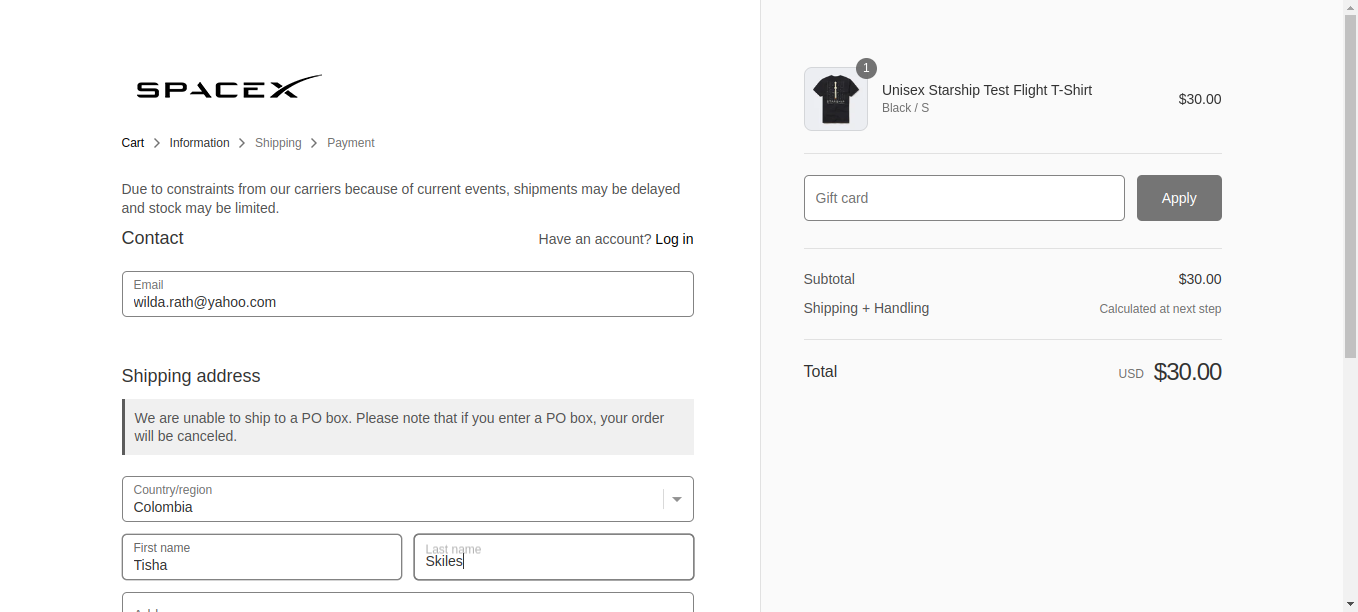 SPACEX
Cart > Information > Shipping > Payment
Due to constraints from our carriers because of current events, shipments may be delayed
and stock may be limited.
Contact
Have an account? Log in
Email
wilda.rath@yahoo.com
Shipping address
We are unable to ship to a PO box. Please note that if you enter a PO box, your order
will be canceled.
Country/region
Colombia
First name
Tisha
Last name
Skiles
1
Unisex Starship Test Flight T-Shirt
Black / S
$30.00
Gift card
Apply
Subtotal
$30.00
Shipping + Handling
Calculated at next step
Total
USD $30.00